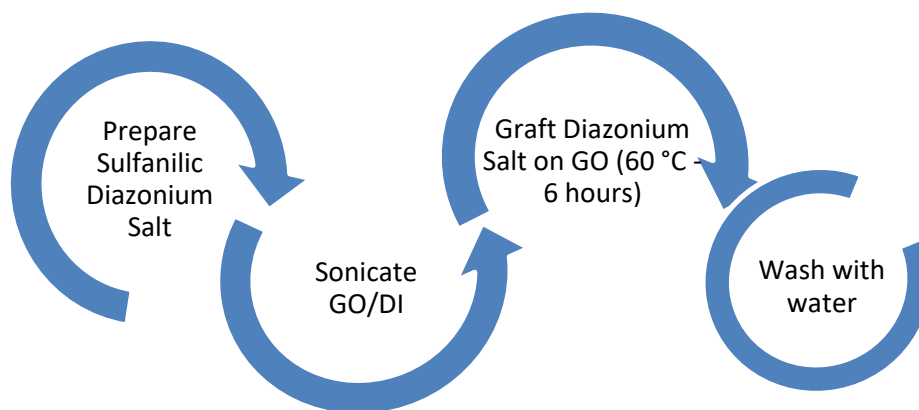 Prepare
Sulfanilic
Diazonium
Salt
Sonicate
GO/DI
Graft Diazonium
Salt on GO (60 °C -
6 hours)
Wash with
water